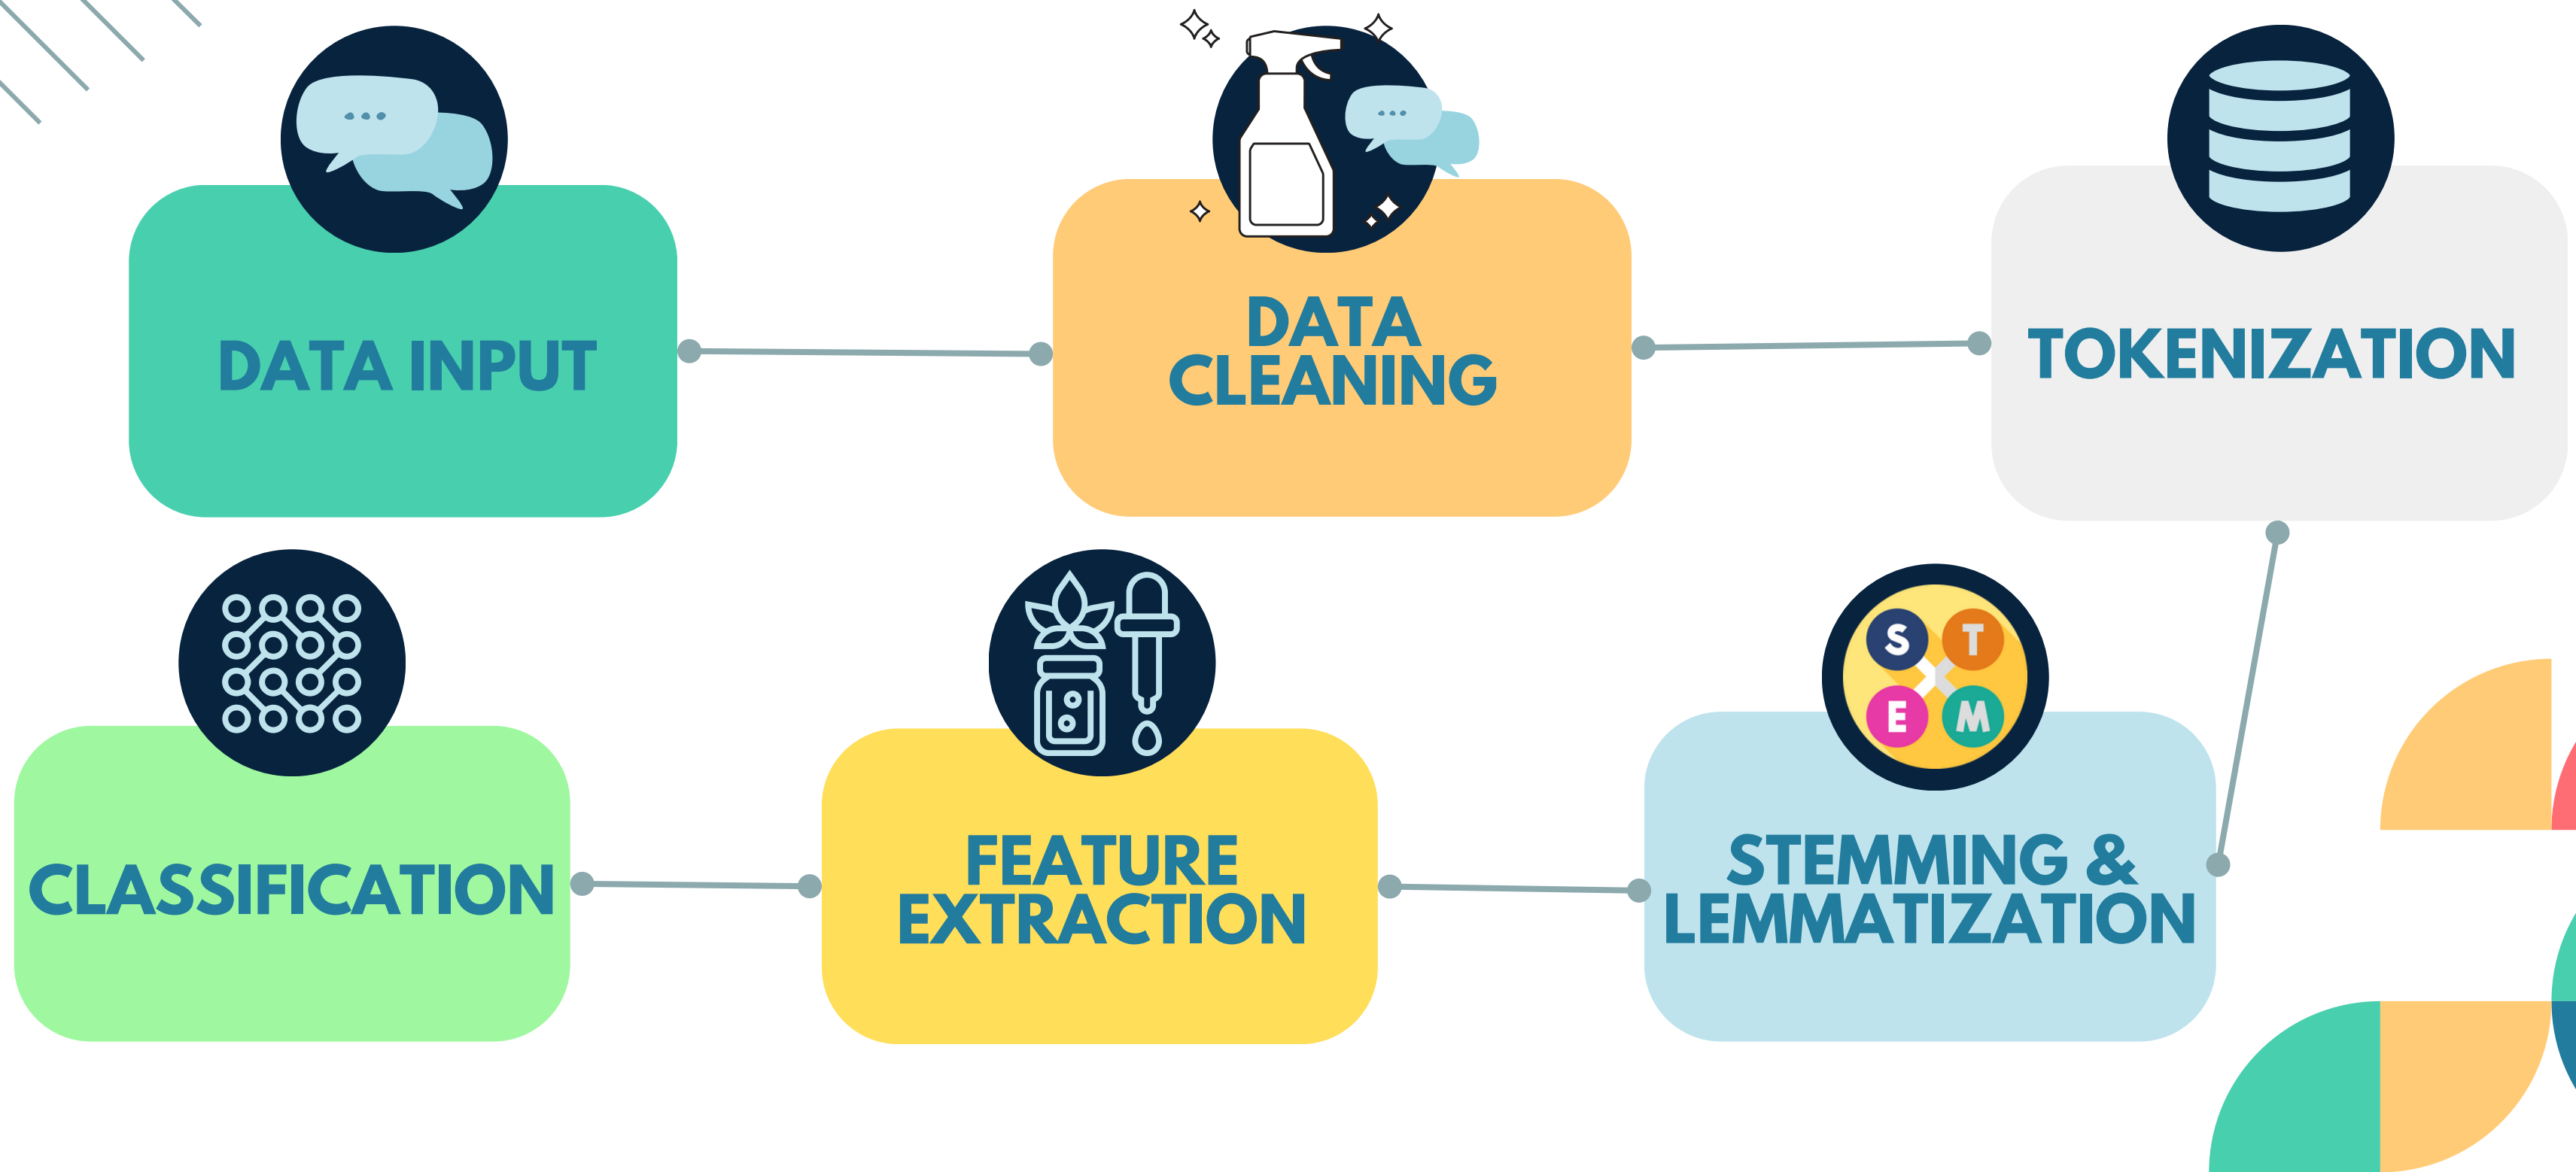 DATA INPUT
DATA
CLEANING
TOKENIZATION
CLASSIFICATION
FEATURE
EXTRACTION
S T
E M
STEMMING &
LEMMATIZATION